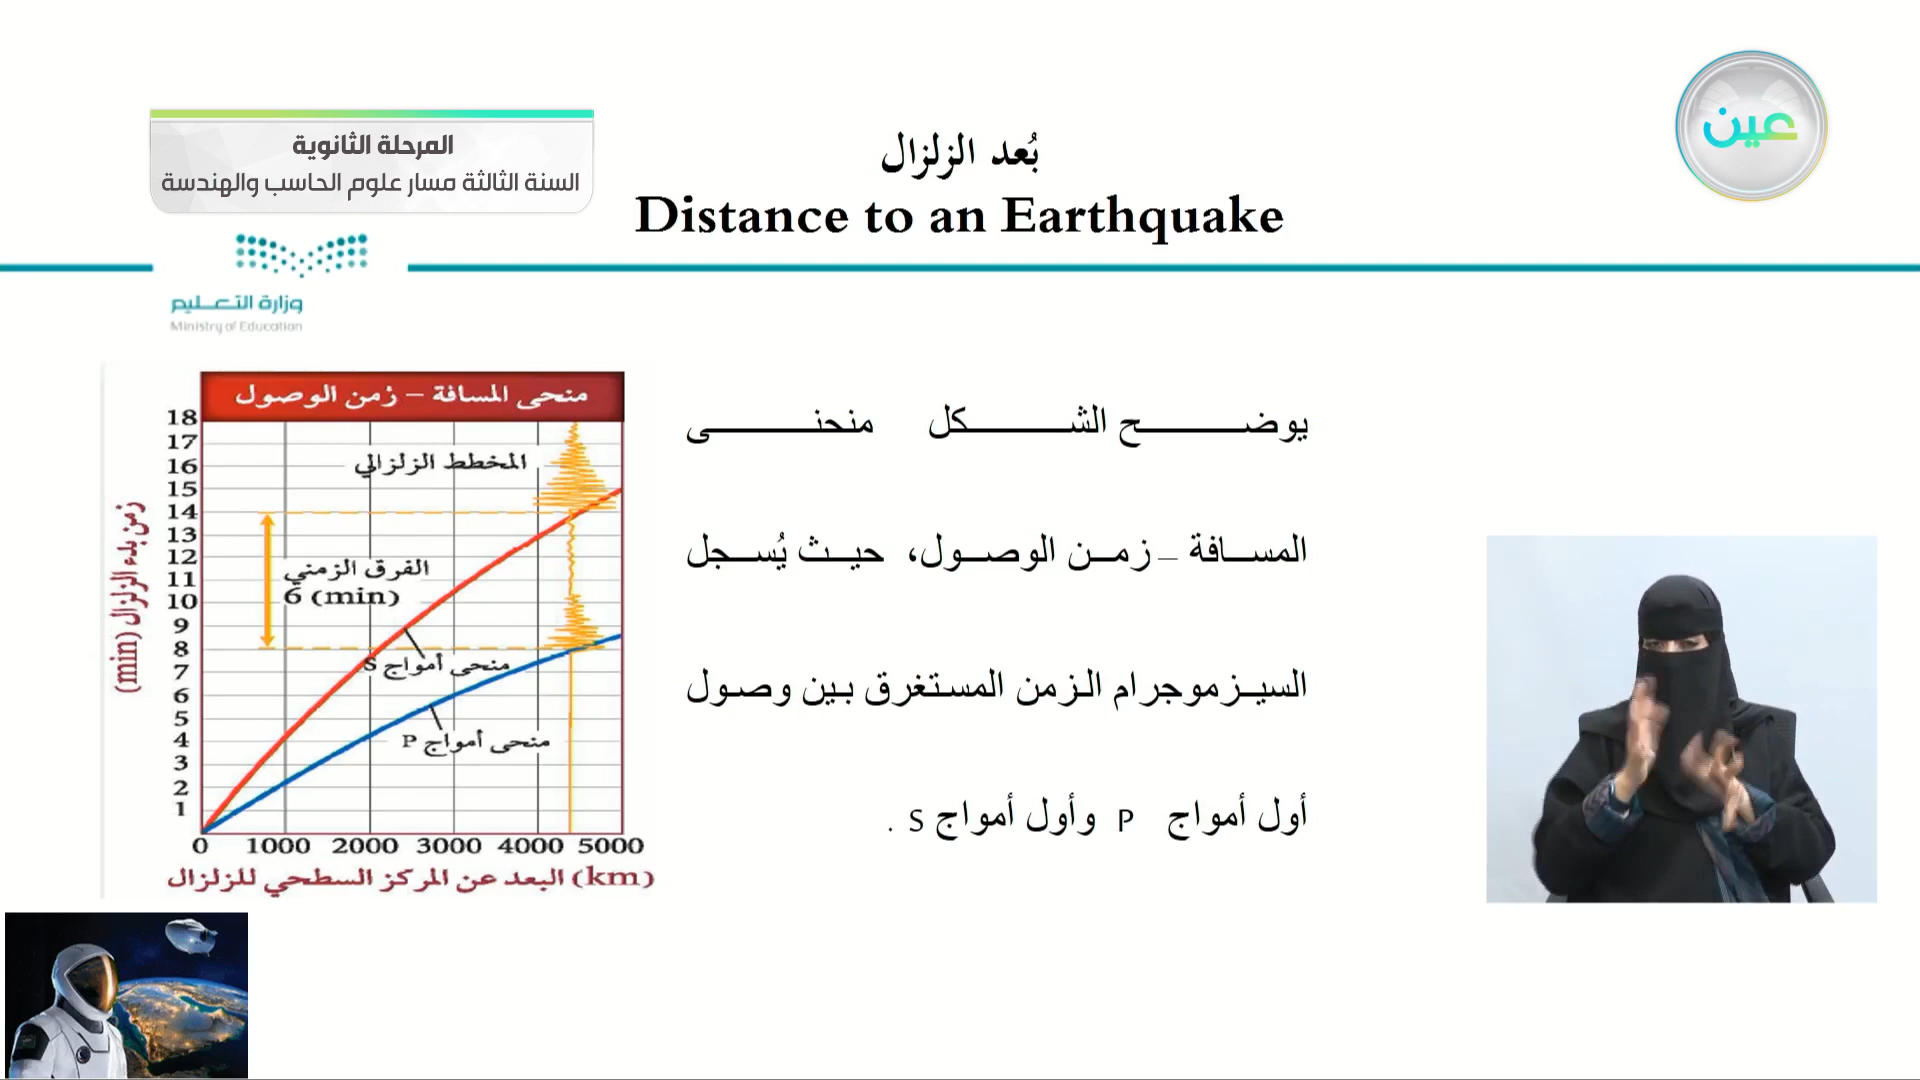 عين
المرحلة الثانوية
السنة الثالثة مسار علوم الحاسب والهندسة
بُعد الزلزال
Distance to an Earthquake
وزارة التعليم
Ministry of Education
يوضح الشكل منحنى
المسافة – زمن الوصول، حيث يُسجل
السيزموجرام الزمن المستغرق بين وصول
أول أمواج P وأول أمواج S .
منحنى المسافة – زمن الوصول
زمن بدء الزلزال (min)
18
17
16
15
14
13
12
11
10
9
8
7
6
5
4
3
2
1
المخطط الزلزالي
الفرق الزمني
6 (min)
منحى أمواج S
منحى أمواج P
0 1000 2000 3000 4000 5000
البعد عن المركز السطحي للزلزال (km)